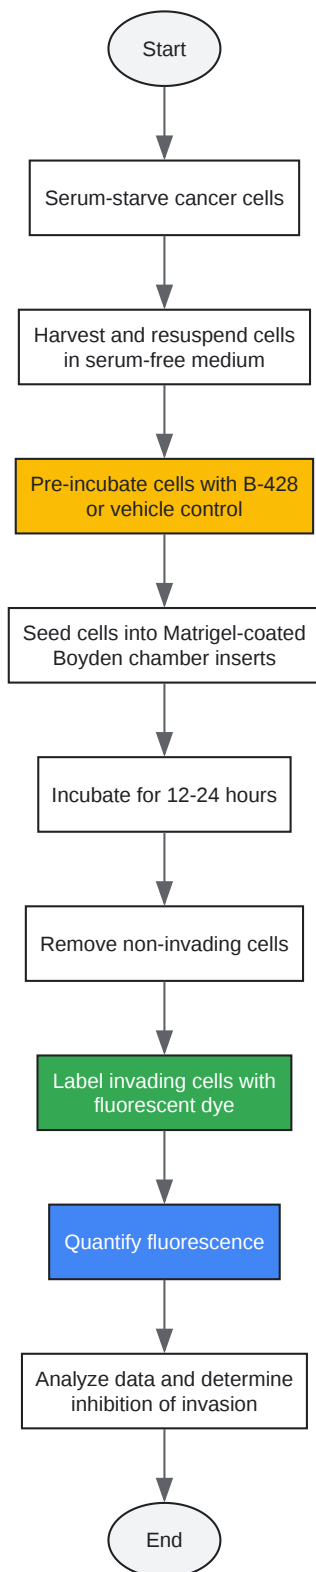 Start
Serum-starve cancer cells
Harvest and resuspend cells
in serum-free medium
Pre-incubate cells with B-428
or vehicle control
Seed cells into Matrigel-coated
Boyden chamber inserts
Incubate for 12-24 hours
Remove non-invading cells
Label invading cells with
fluorescent dye
Quantify fluorescence
Analyze data and determine
inhibition of invasion
End